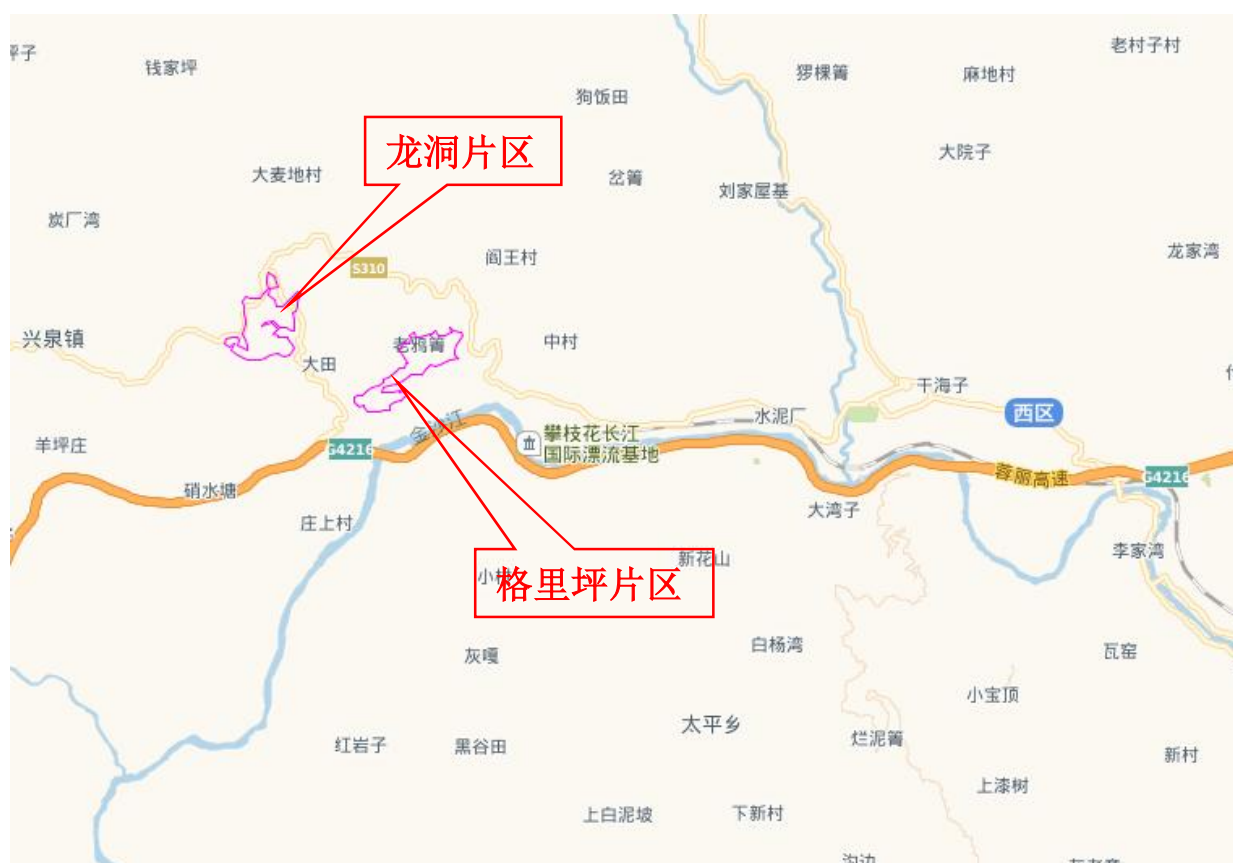 坪子
钱家坪
老村子村
猡棵箐
麻地村
狗饭田
龙洞片区
大院子
大麦地村
岔箐
刘家屋基
炭厂湾
龙家湾
阎王村
S310
兴泉镇
老鸦箐
中村
大田
干海子
西区
水泥厂
金沙江
攀枝花长江
国际漂流基地
羊坪庄
G4216
蓉丽高速
G4216
硝水塘
大湾子
庄上村
李家湾
新花山
格里坪片区
白杨湾
瓦窑
灰嘎
小宝顶
太平乡
红岩子
黑谷田
烂泥箐
新村
上漆树
上白泥坡
下新村
沟边